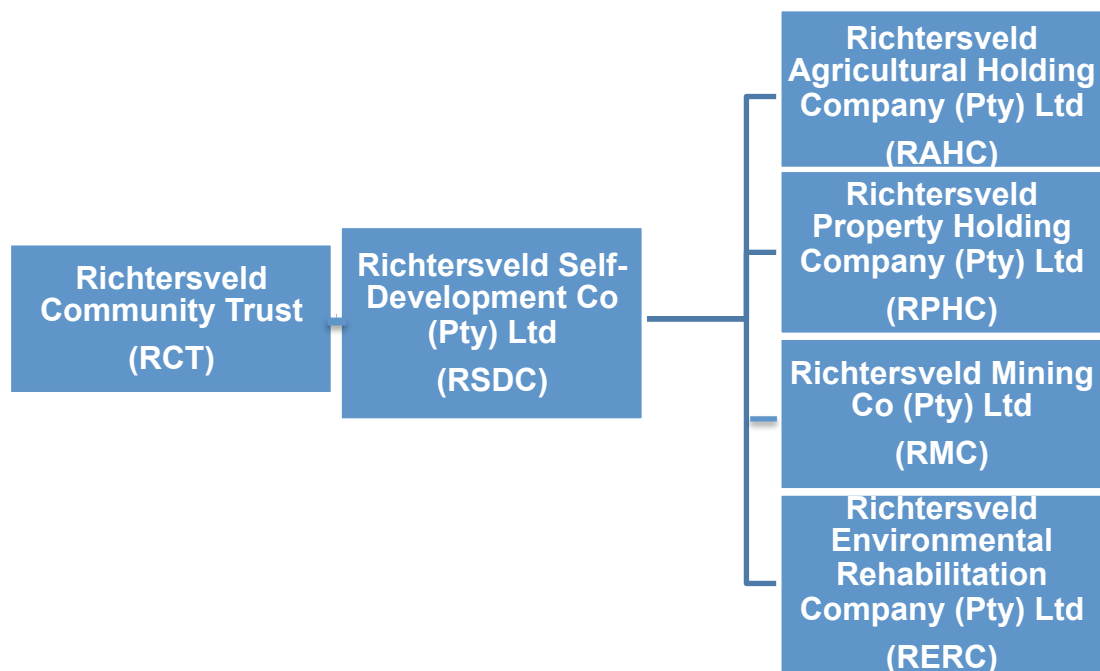 Richtersveld
Community Trust
(RCT)
Richtersveld Self-
Development Co
(Pty) Ltd
(RSDC)
Richtersveld
Agricultural Holding
Company (Pty) Ltd
(RAHC)
Richtersveld
Property Holding
Company (Pty) Ltd
(RPHC)
Richtersveld Mining
Co (Pty) Ltd
(RMC)
Richtersveld
Environmental
Rehabilitation
Company (Pty) Ltd
(RERC)